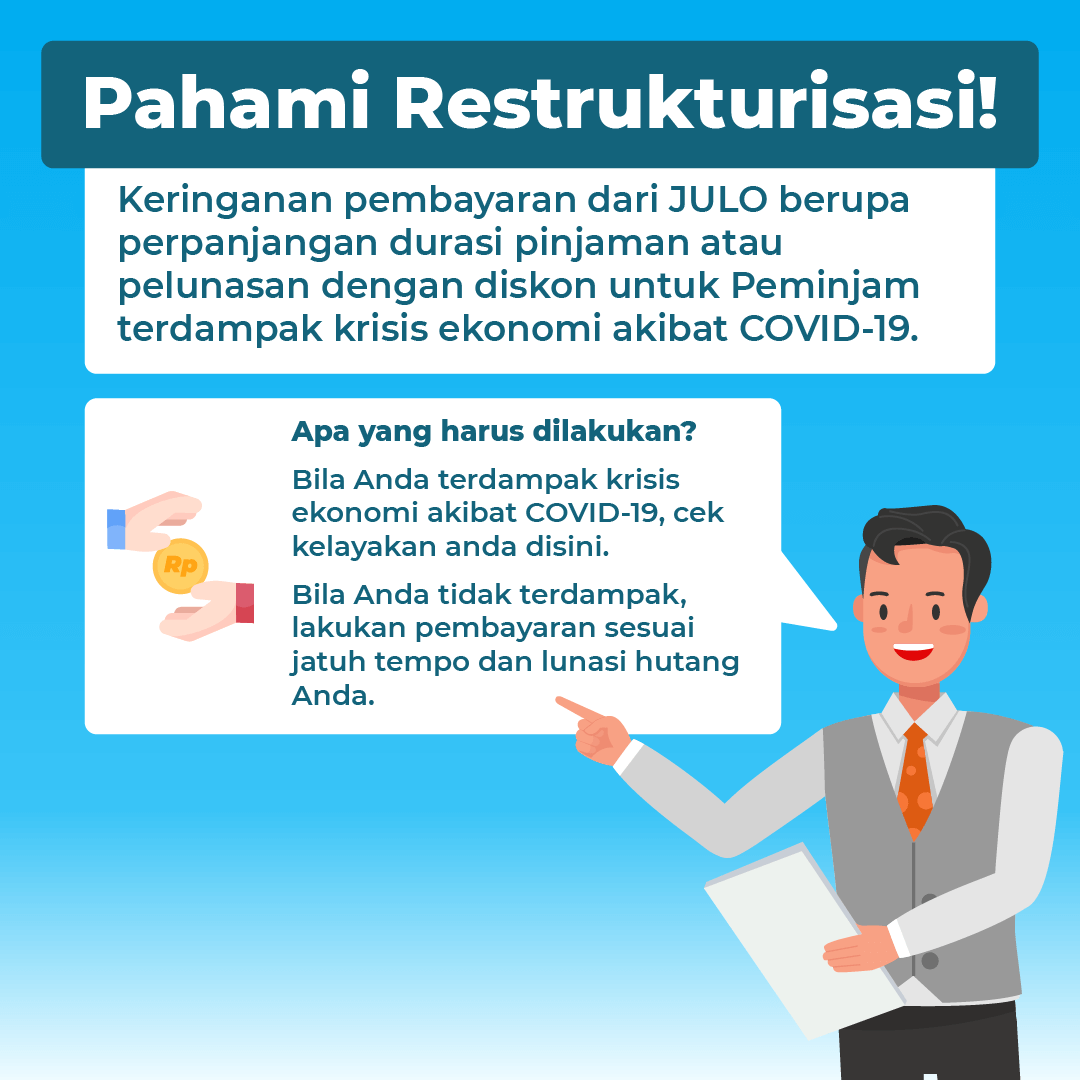 Pahami Restrukturisasi!
Keringanan pembayaran dari JULO berupa
perpanjangan durasi pinjaman atau
pelunasan dengan diskon untuk Peminjam
terdampak krisis ekonomi akibat COVID-19.
Apa yang harus dilakukan?
Bila Anda terdampak krisis
ekonomi akibat COVID-19, cek
kelayakan anda disini.
Rp
Bila Anda tidak terdampak,
lakukan pembayaran sesuai
jatuh tempo dan lunasi hutang
Anda.